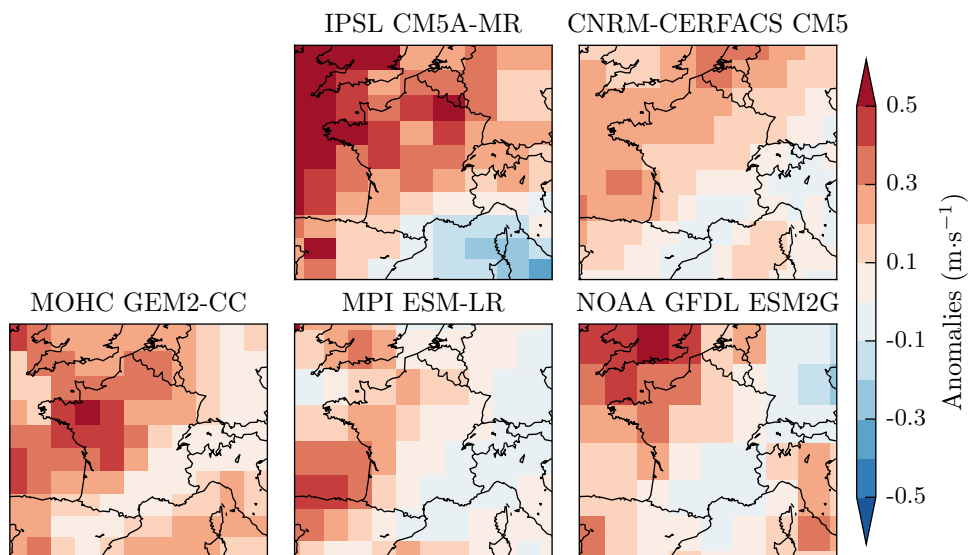 IPSL CM5A-MR
CNRM-CERFACS CM5
MOHC GEM2-CC
MPI ESM-LR
NOAA GFDL ESM2G
0.5
0.3
0.1
-0.1
-0.3
-0.5
Anomalies (m·s⁻¹)